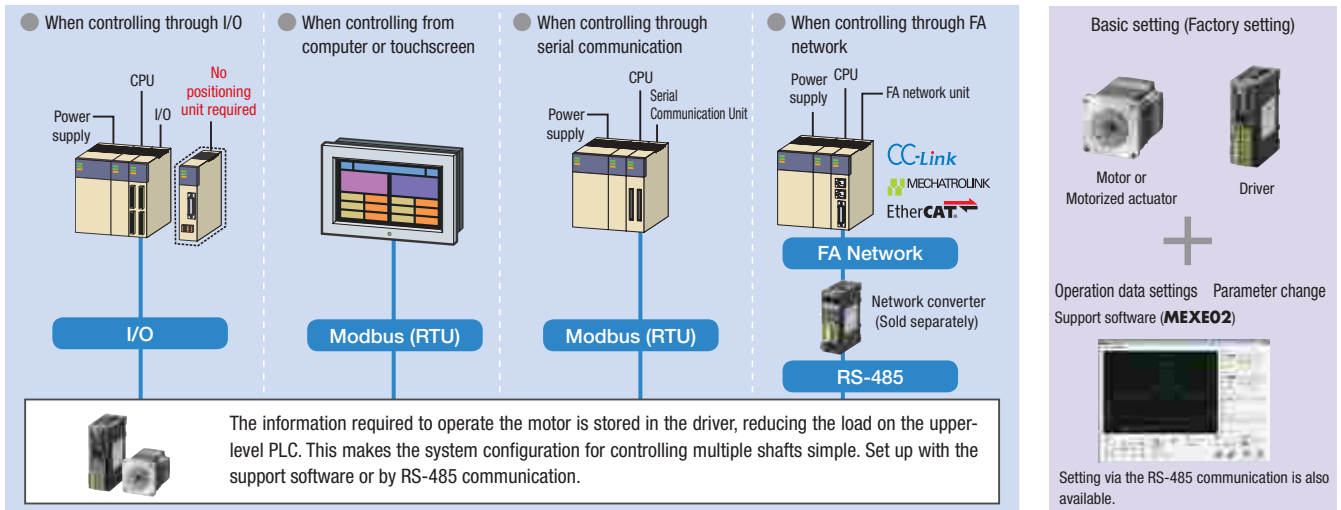 When controlling through I/O
No
positioning
unit required
CPU
I/O
Power
supply
I/O
When controlling from
computer or touchscreen
Modbus (RTU)
When controlling through
serial communication
CPU
Serial
Communication Unit
Power
supply
Modbus (RTU)
When controlling through FA
network
Power
supply
CPU
FA network unit
CC-Link
MECHATROLINK
EtherCAT
FA Network
Network converter
(Sold separately)
RS-485
The information required to operate the motor is stored in the driver, reducing the load on the upper-
level PLC. This makes the system configuration for controlling multiple shafts simple. Set up with the
support software or by RS-485 communication.
Basic setting (Factory setting)
Motor or
Motorized actuator
Driver
Operation data settings Parameter change
Support software (MEXE02)
Setting via the RS-485 communication is also
available.